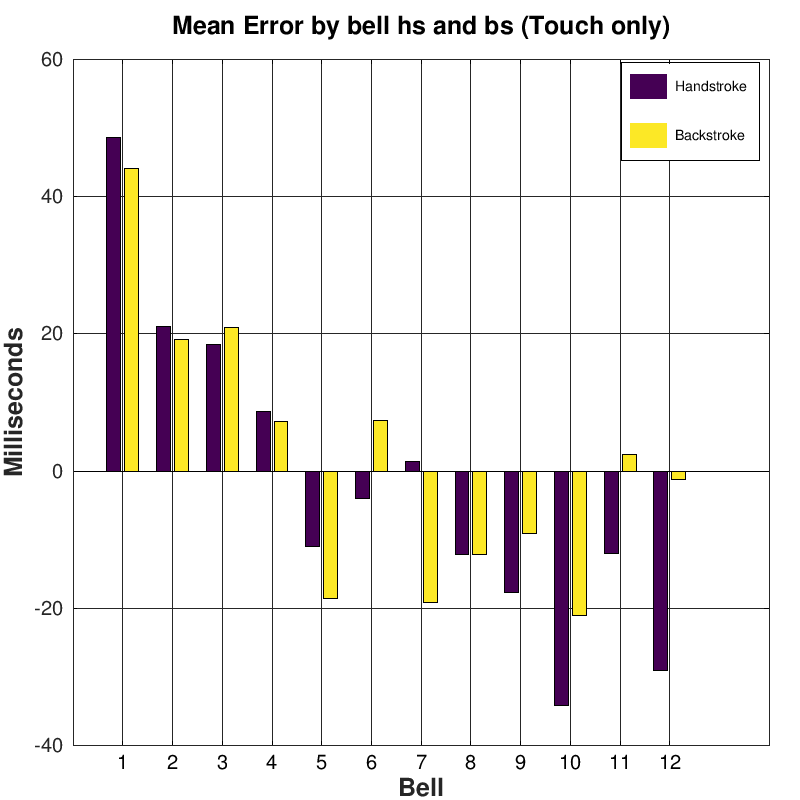 Mean Error by bell hs and bs (Touch only)
Handstroke
Backstroke
60
40
20
0
-20
-40
Milliseconds
1 2 3 4 5 6 7 8 9 10 11 12
Bell